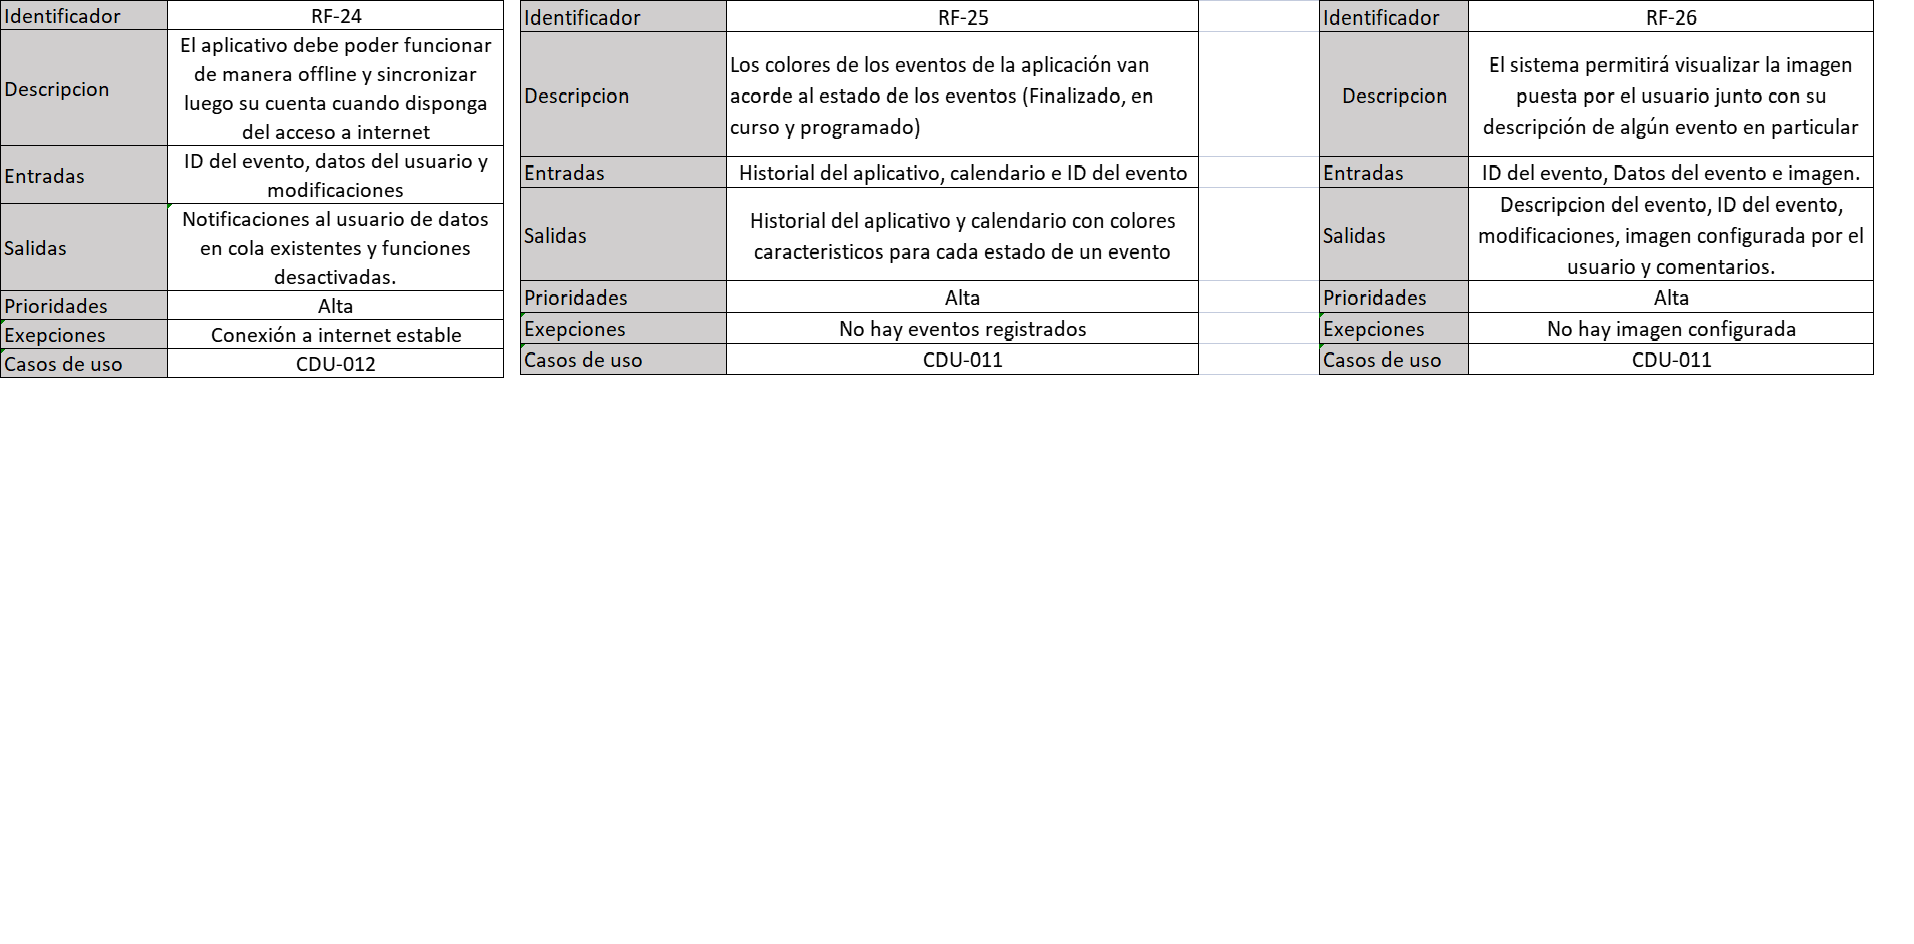 Identificador
RF-24
Descripcion
El aplicativo debe poder funcionar
de manera offline y sincronizar
luego su cuenta cuando disponga
del acceso a internet
Entradas
ID del evento, datos del usuario y
modificaciones
Salidas
Notificaciones al usuario de datos
en cola existentes y funciones
desactivadas.
Prioridades
Alta
Exepciones
Conexión a internet estable
Casos de uso
CDU-012
Identificador
RF-25
Descripcion
Los colores de los eventos de la aplicación van
acorde al estado de los eventos (Finalizado, en
curso y programado)
Entradas
Historial del aplicativo, calendario e ID del evento
Salidas
Historial del aplicativo y calendario con colores
caracteristicos para cada estado de un evento
Prioridades
Alta
Exepciones
No hay eventos registrados
Casos de uso
CDU-011
Identificador
RF-26
Descripcion
El sistema permitirá visualizar la imagen
puesta por el usuario junto con su
descripción de algún evento en particular
Entradas
ID del evento, Datos del evento e imagen.
Salidas
Descripcion del evento, ID del evento,
modificaciones, imagen configurada por el
usuario y comentarios.
Prioridades
Alta
Exepciones
No hay imagen configurada
Casos de uso
CDU-011